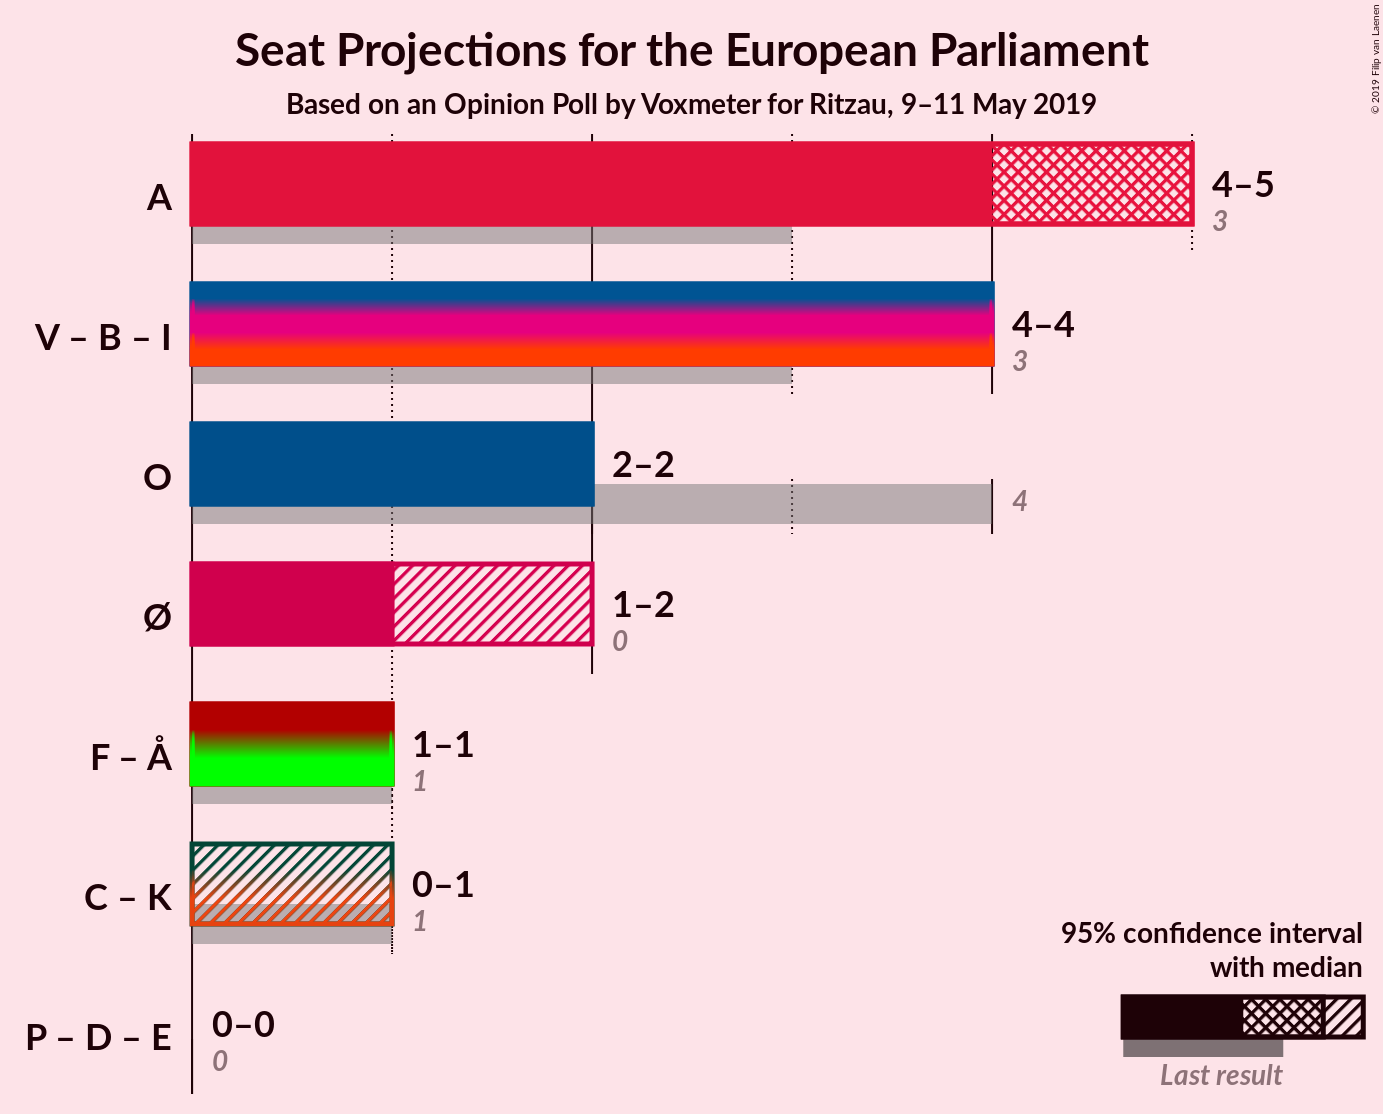 Seat Projections for the European Parliament
Based on an Opinion Poll by Voxmeter for Ritzau, 9–11 May 2019
© 2019 Filip van Laenen
A
4–5
3
V – B – I
4–4
3
O
2–2
4
Ø
1–2
0
F – Å
1–1
1
C – K
0–1
1
P – D – E
0–0
0
95% confidence interval
with median
Last result